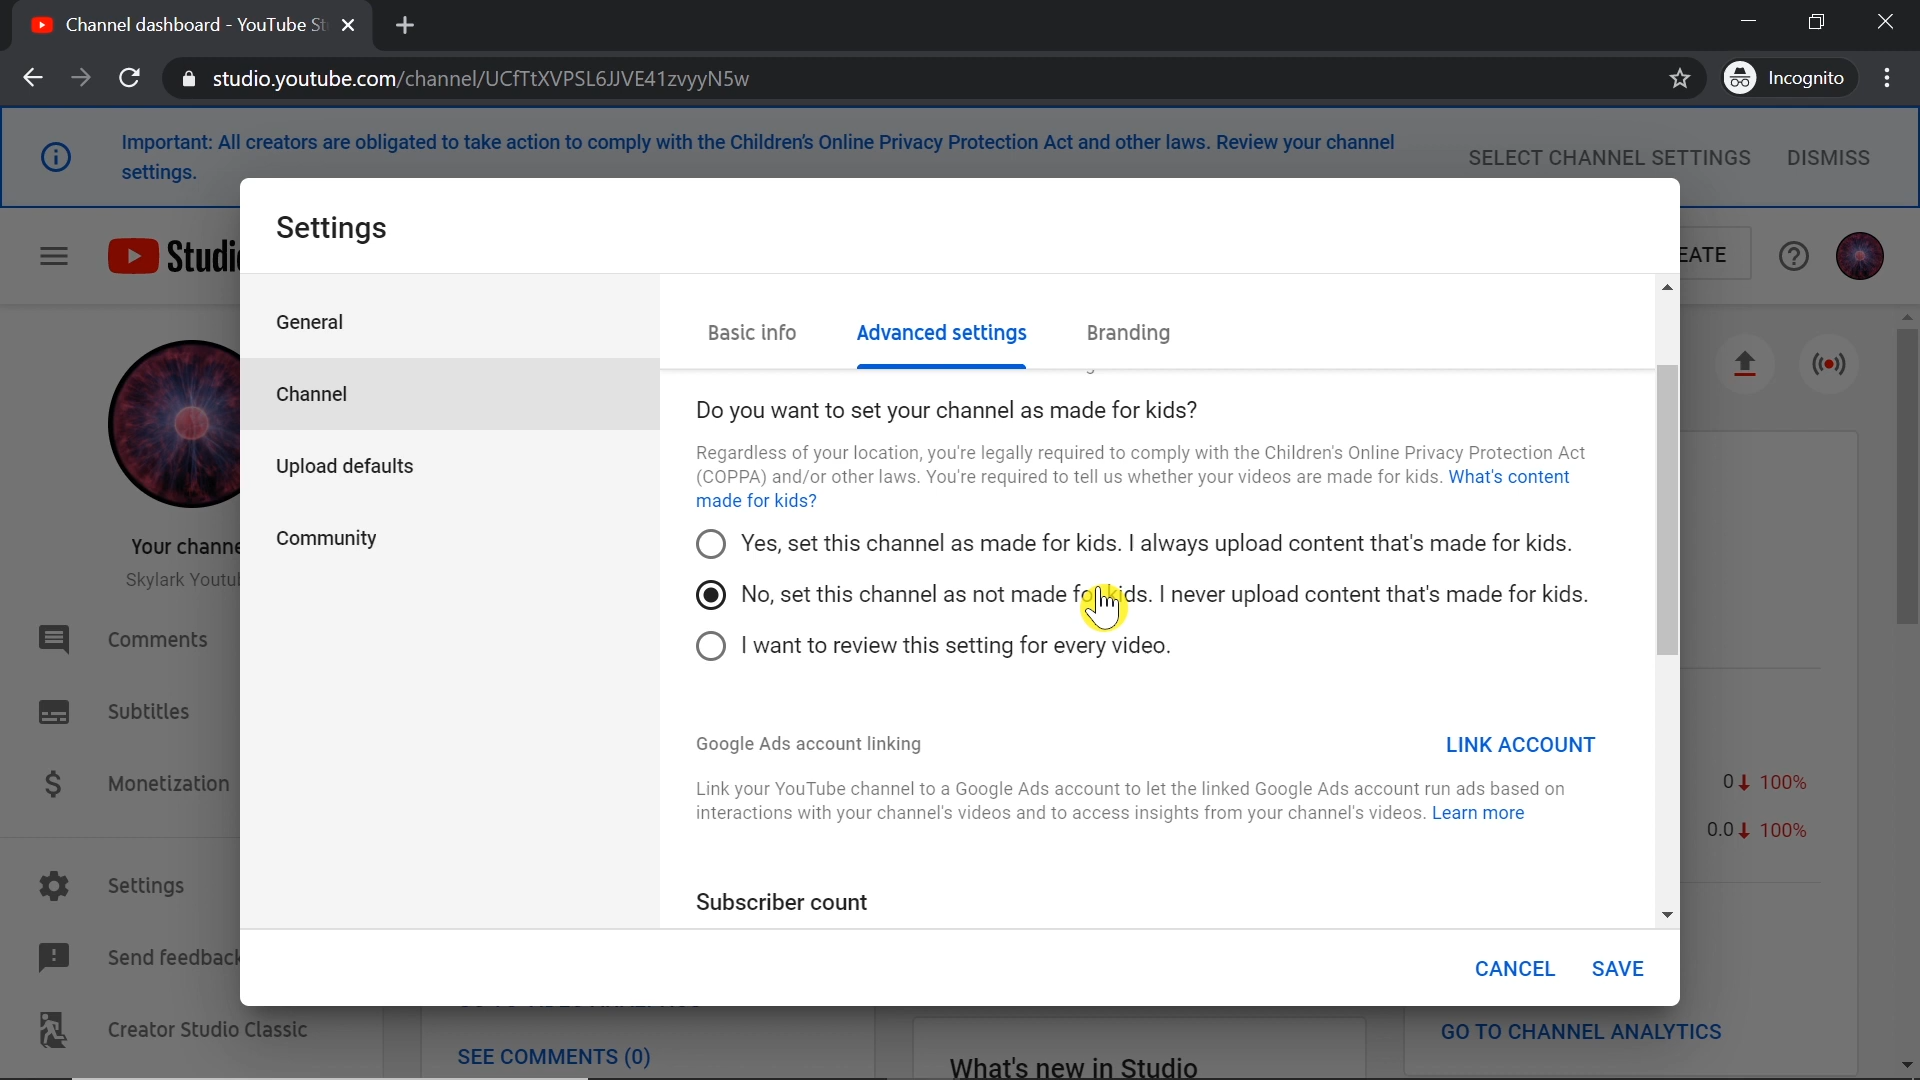 Channel dashboard - YouTube St
studio.youtube.com/channel/UCfTtXVPSL6JJVE41zvyyN5w
Incognito
Important: All creators are obligated to take action to comply with the Children's Online Privacy Protection Act and other laws. Review your channel
settings.
SELECT CHANNEL SETTINGS
DISMISS
Studio
EATE
Settings
General
Channel
Upload defaults
Community
Basic info
Advanced settings
Branding
Do you want to set your channel as made for kids?
Regardless of your location, you're legally required to comply with the Children's Online Privacy Protection Act
(COPPA) and/or other laws. You're required to tell us whether your videos are made for kids. What's content
made for kids?
Yes, set this channel as made for kids. I always upload content that's made for kids.
No, set this channel as not made for kids. I never upload content that's made for kids.
I want to review this setting for every video.
Google Ads account linking
LINK ACCOUNT
Link your YouTube channel to a Google Ads account to let the linked Google Ads account run ads based on
interactions with your channel's videos and to access insights from your channel's videos. Learn more
Subscriber count
CANCEL
SAVE
Your channe
Skylark Youtu
Comments
Subtitles
Monetization
Settings
Send feedback
Creator Studio Classic
0 100%
0.0 100%
SEE COMMENTS (0)
What's new in Studio
GO TO CHANNEL ANALYTICS